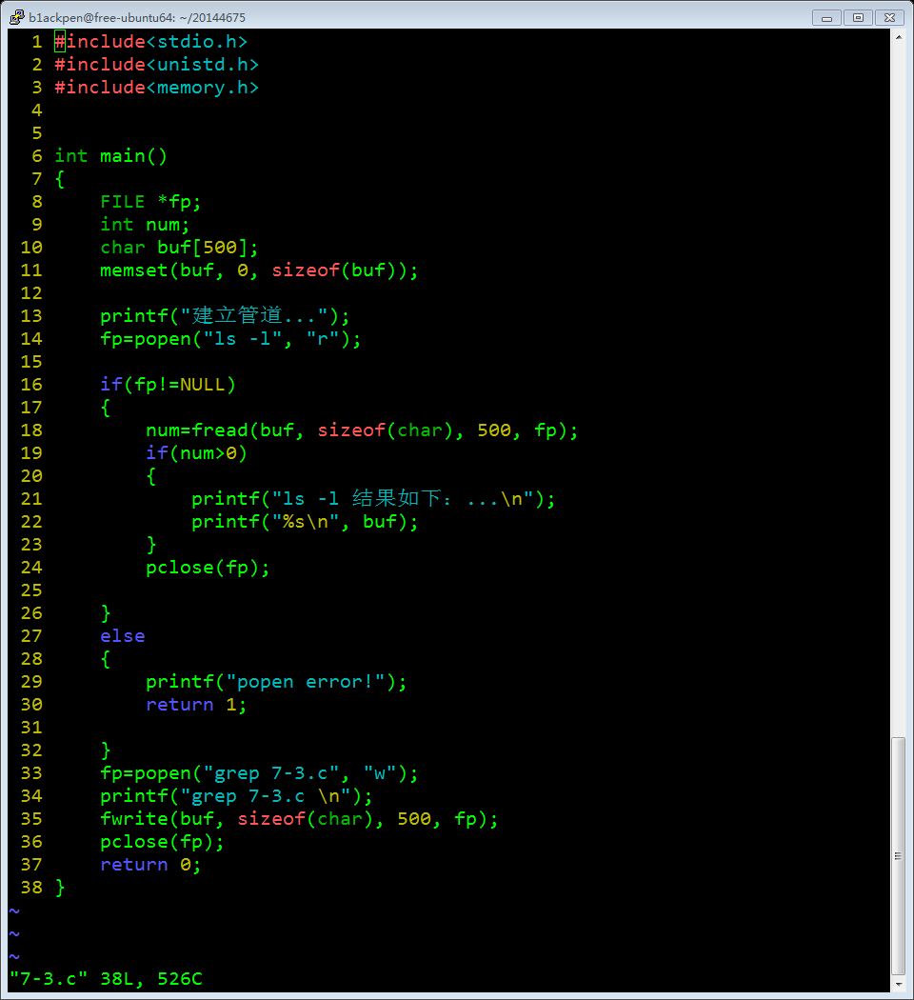 b1ackpen@free-ubuntu64: ~/20144675
1 #include<stdio.h>
2 #include<unistd.h>
3 #include<memory.h>
4
5
6 int main()
7 {
8     FILE *fp;
9     int num;
10     char buf[500];
11     memset(buf, 0, sizeof(buf));
12
13     printf("建立管道...");
14     fp=popen("ls -l", "r");
15
16     if(fp!=NULL)
17     {
18         num=fread(buf, sizeof(char), 500, fp);
19         if(num>0)
20         {
21             printf("ls -l 结果如下：...\n");
22             printf("%s\n", buf);
23         }
24         pclose(fp);
25
26     }
27     else
28     {
29         printf("popen error!");
30         return 1;
31
32     }
33     fp=popen("grep 7-3.c", "w");
34     printf("grep 7-3.c \n");
35     fwrite(buf, sizeof(char), 500, fp);
36     pclose(fp);
37     return 0;
38 }
~
~
~
"7-3.c" 38L, 526C